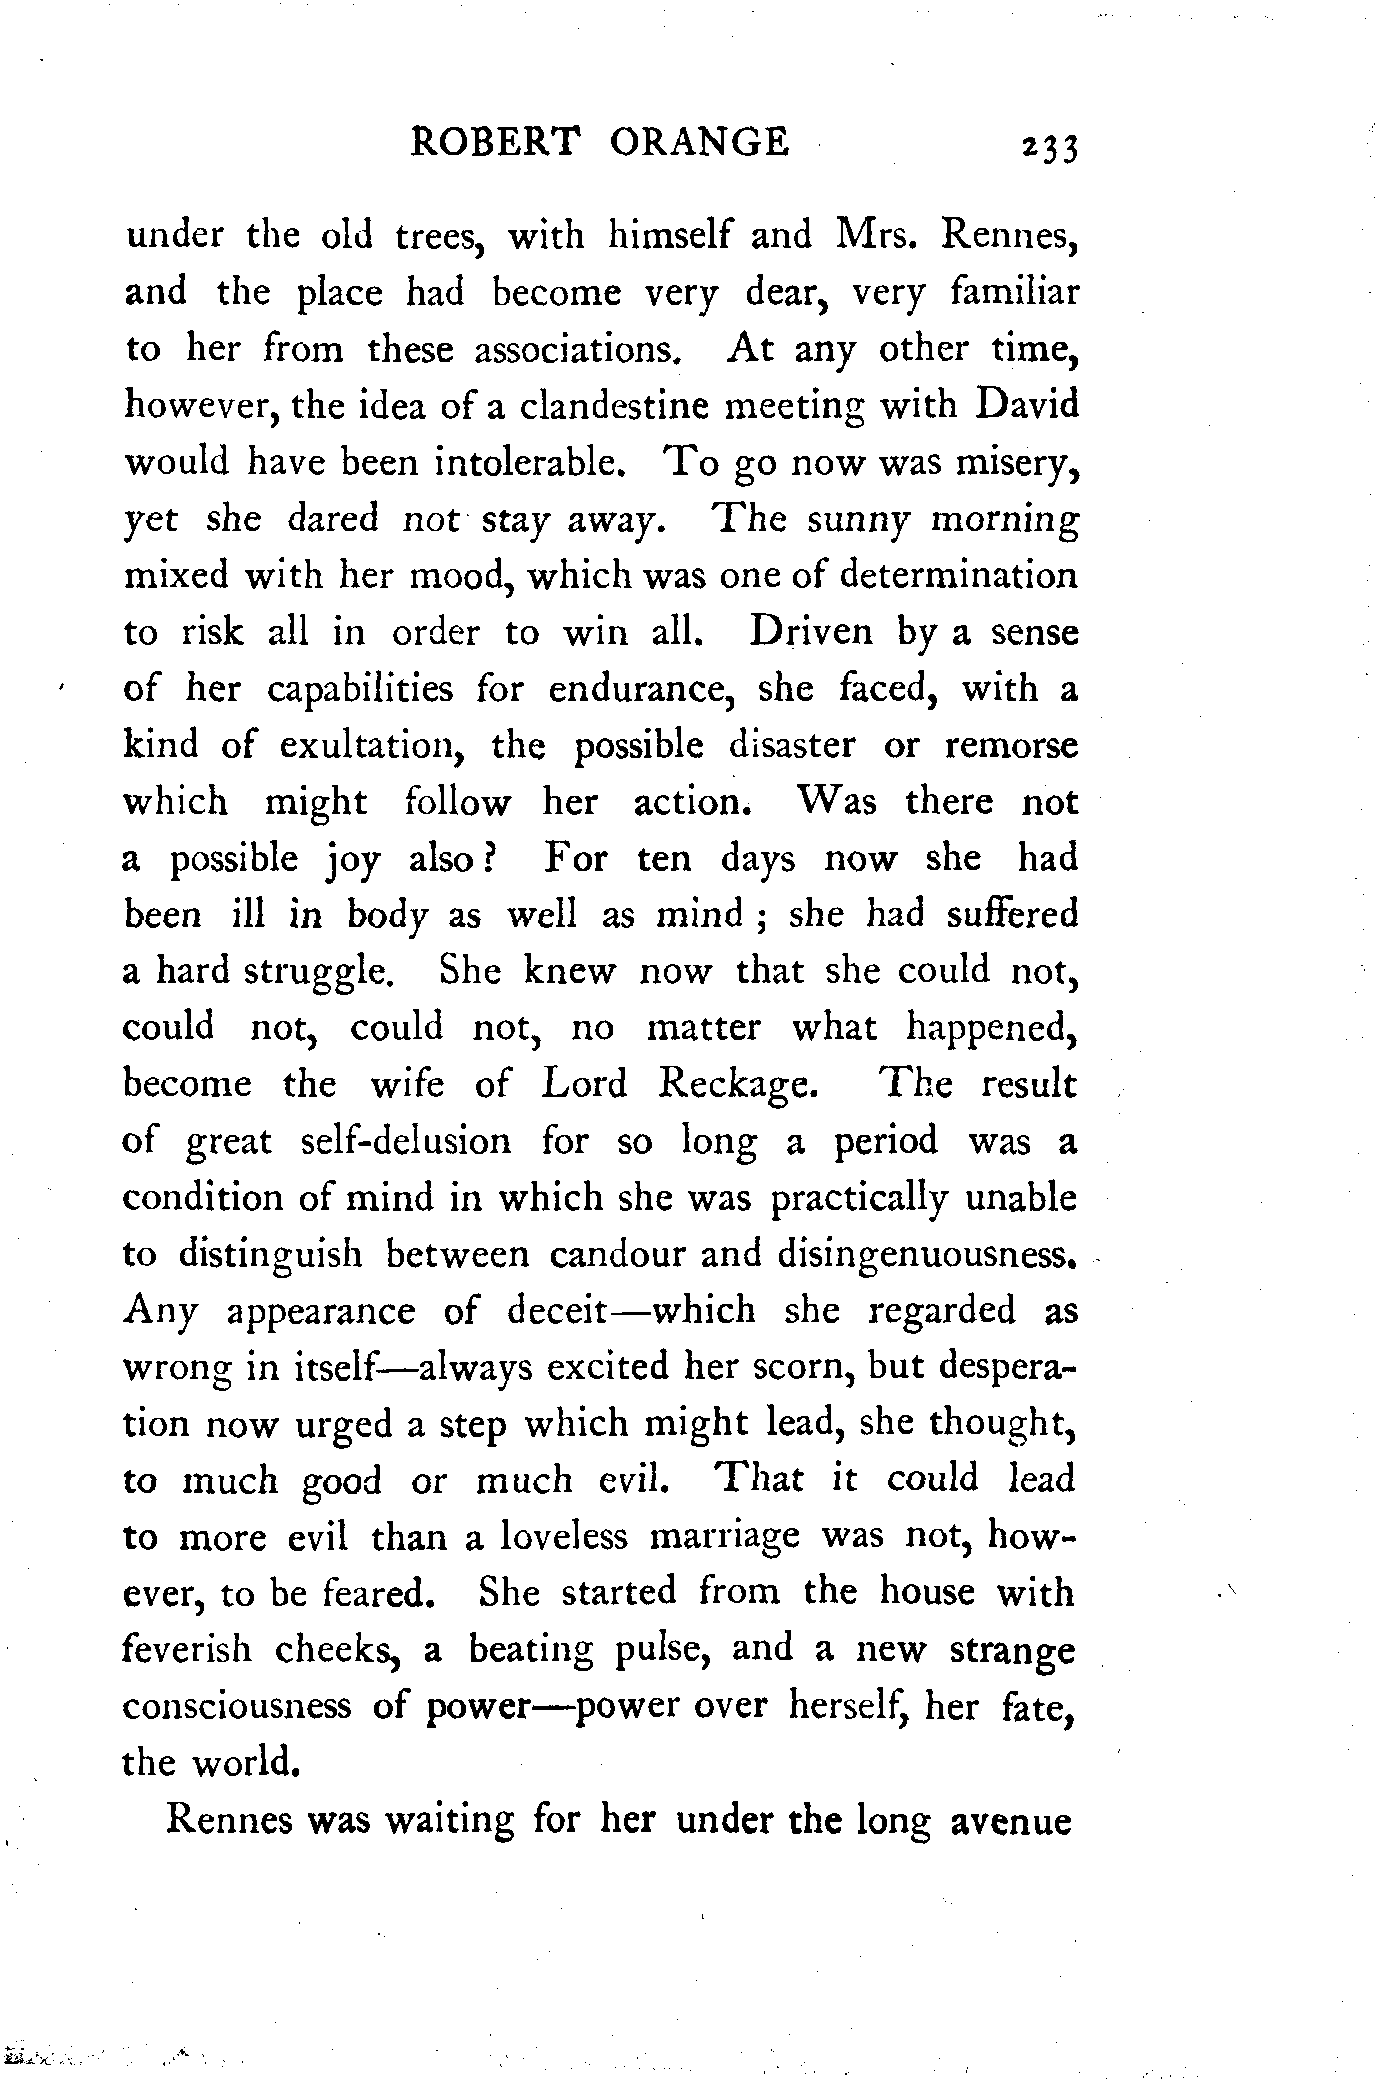 ROBERT ORANGE 233
under the old trees, with himself and Mrs. Rennes,
and the place had become very dear, very familiar
to her from these associations. At any other time,
however, the idea of a clandestine meeting with David
would have been intolerable. To go now was misery,
yet she dared not stay away. The sunny morning
mixed with her mood, which was one of determination
to risk all in order to win all. Driven by a sense
of her capabilities for endurance, she faced, with a
kind of exultation, the possible disaster or remorse
which might follow her action. Was there not
a possible joy also? For ten days now she had
been ill in body as well as mind ; she had suffered
a hard struggle. She knew now that she could not,
could not, could not, no matter what happened,
become the wife of Lord Reckage. The result
of great self-delusion for so long a period was a
condition of mind in which she was practically unable
to distinguish between candour and disingenuousness.
Any appearance of deceit—which she regarded as
wrong in itself—always excited her scorn, but despera-
tion now urged a step which might lead, she thought,
to much good or much evil. That it could lead
to more evil than a loveless marriage was not, how-
ever, to be feared. She started from the house with
feverish cheeks, a beating pulse, and a new strange
consciousness of power—power over herself, her fate,
the world.
Rennes was waiting for her under the long avenue